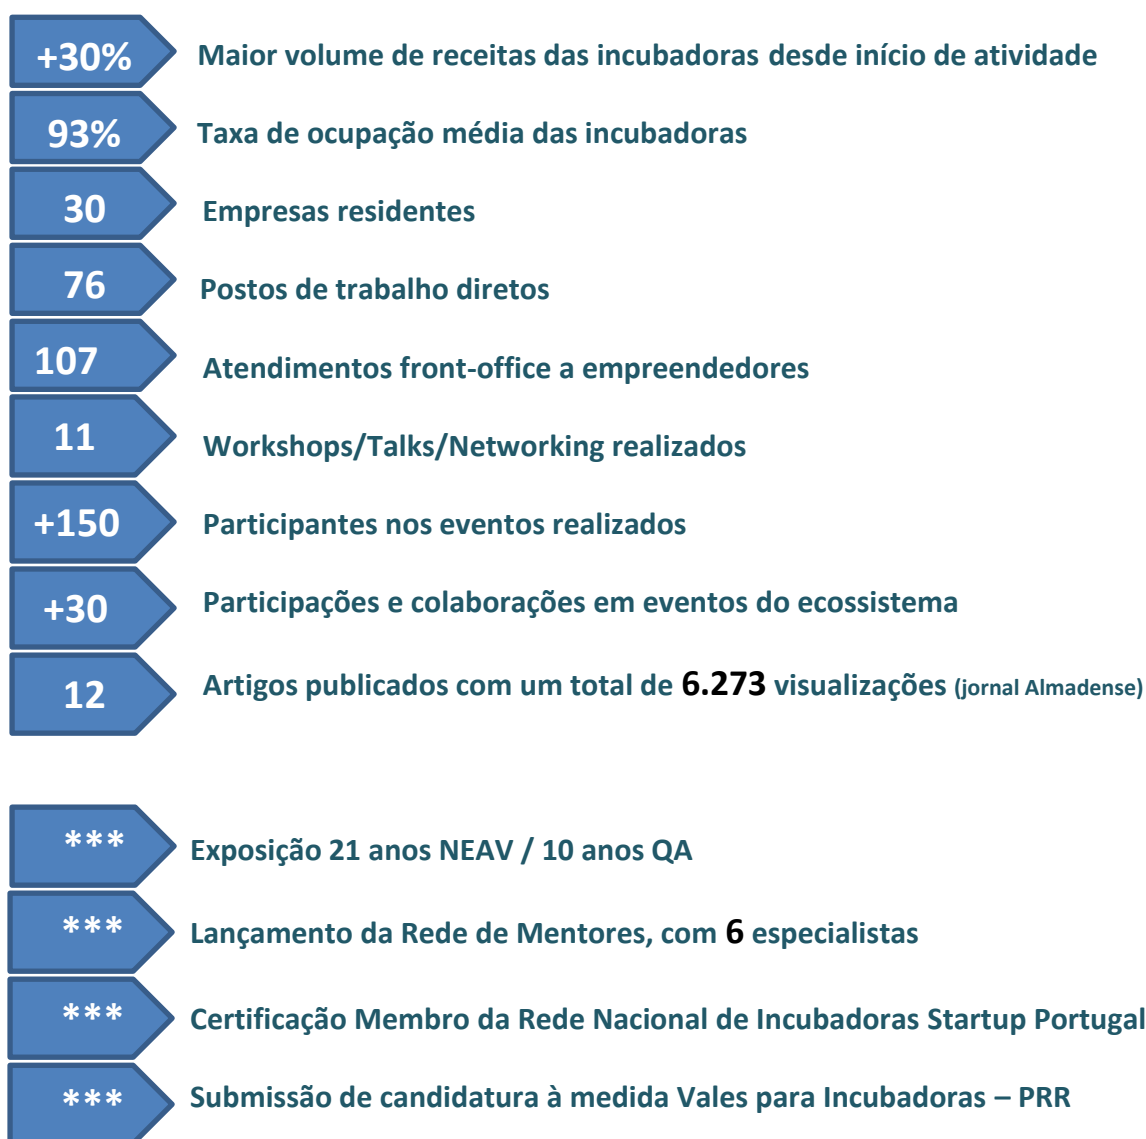 +30% Maior volume de receitas das incubadoras desde início de atividade
93% Taxa de ocupação média das incubadoras
30 Empresas residentes
76 Postos de trabalho diretos
107 Atendimentos front-office a empreendedores
11 Workshops/Talks/Networking realizados
+150 Participantes nos eventos realizados
+30 Participações e colaborações em eventos do ecossistema
12 Artigos publicados com um total de 6.273 visualizações (jornal Almadense)
*** Exposição 21 anos NEAV / 10 anos QA
*** Lançamento da Rede de Mentores, com 6 especialistas
*** Certificação Membro da Rede Nacional de Incubadoras Startup Portugal
*** Submissão de candidatura à medida Vales para Incubadoras – PRR